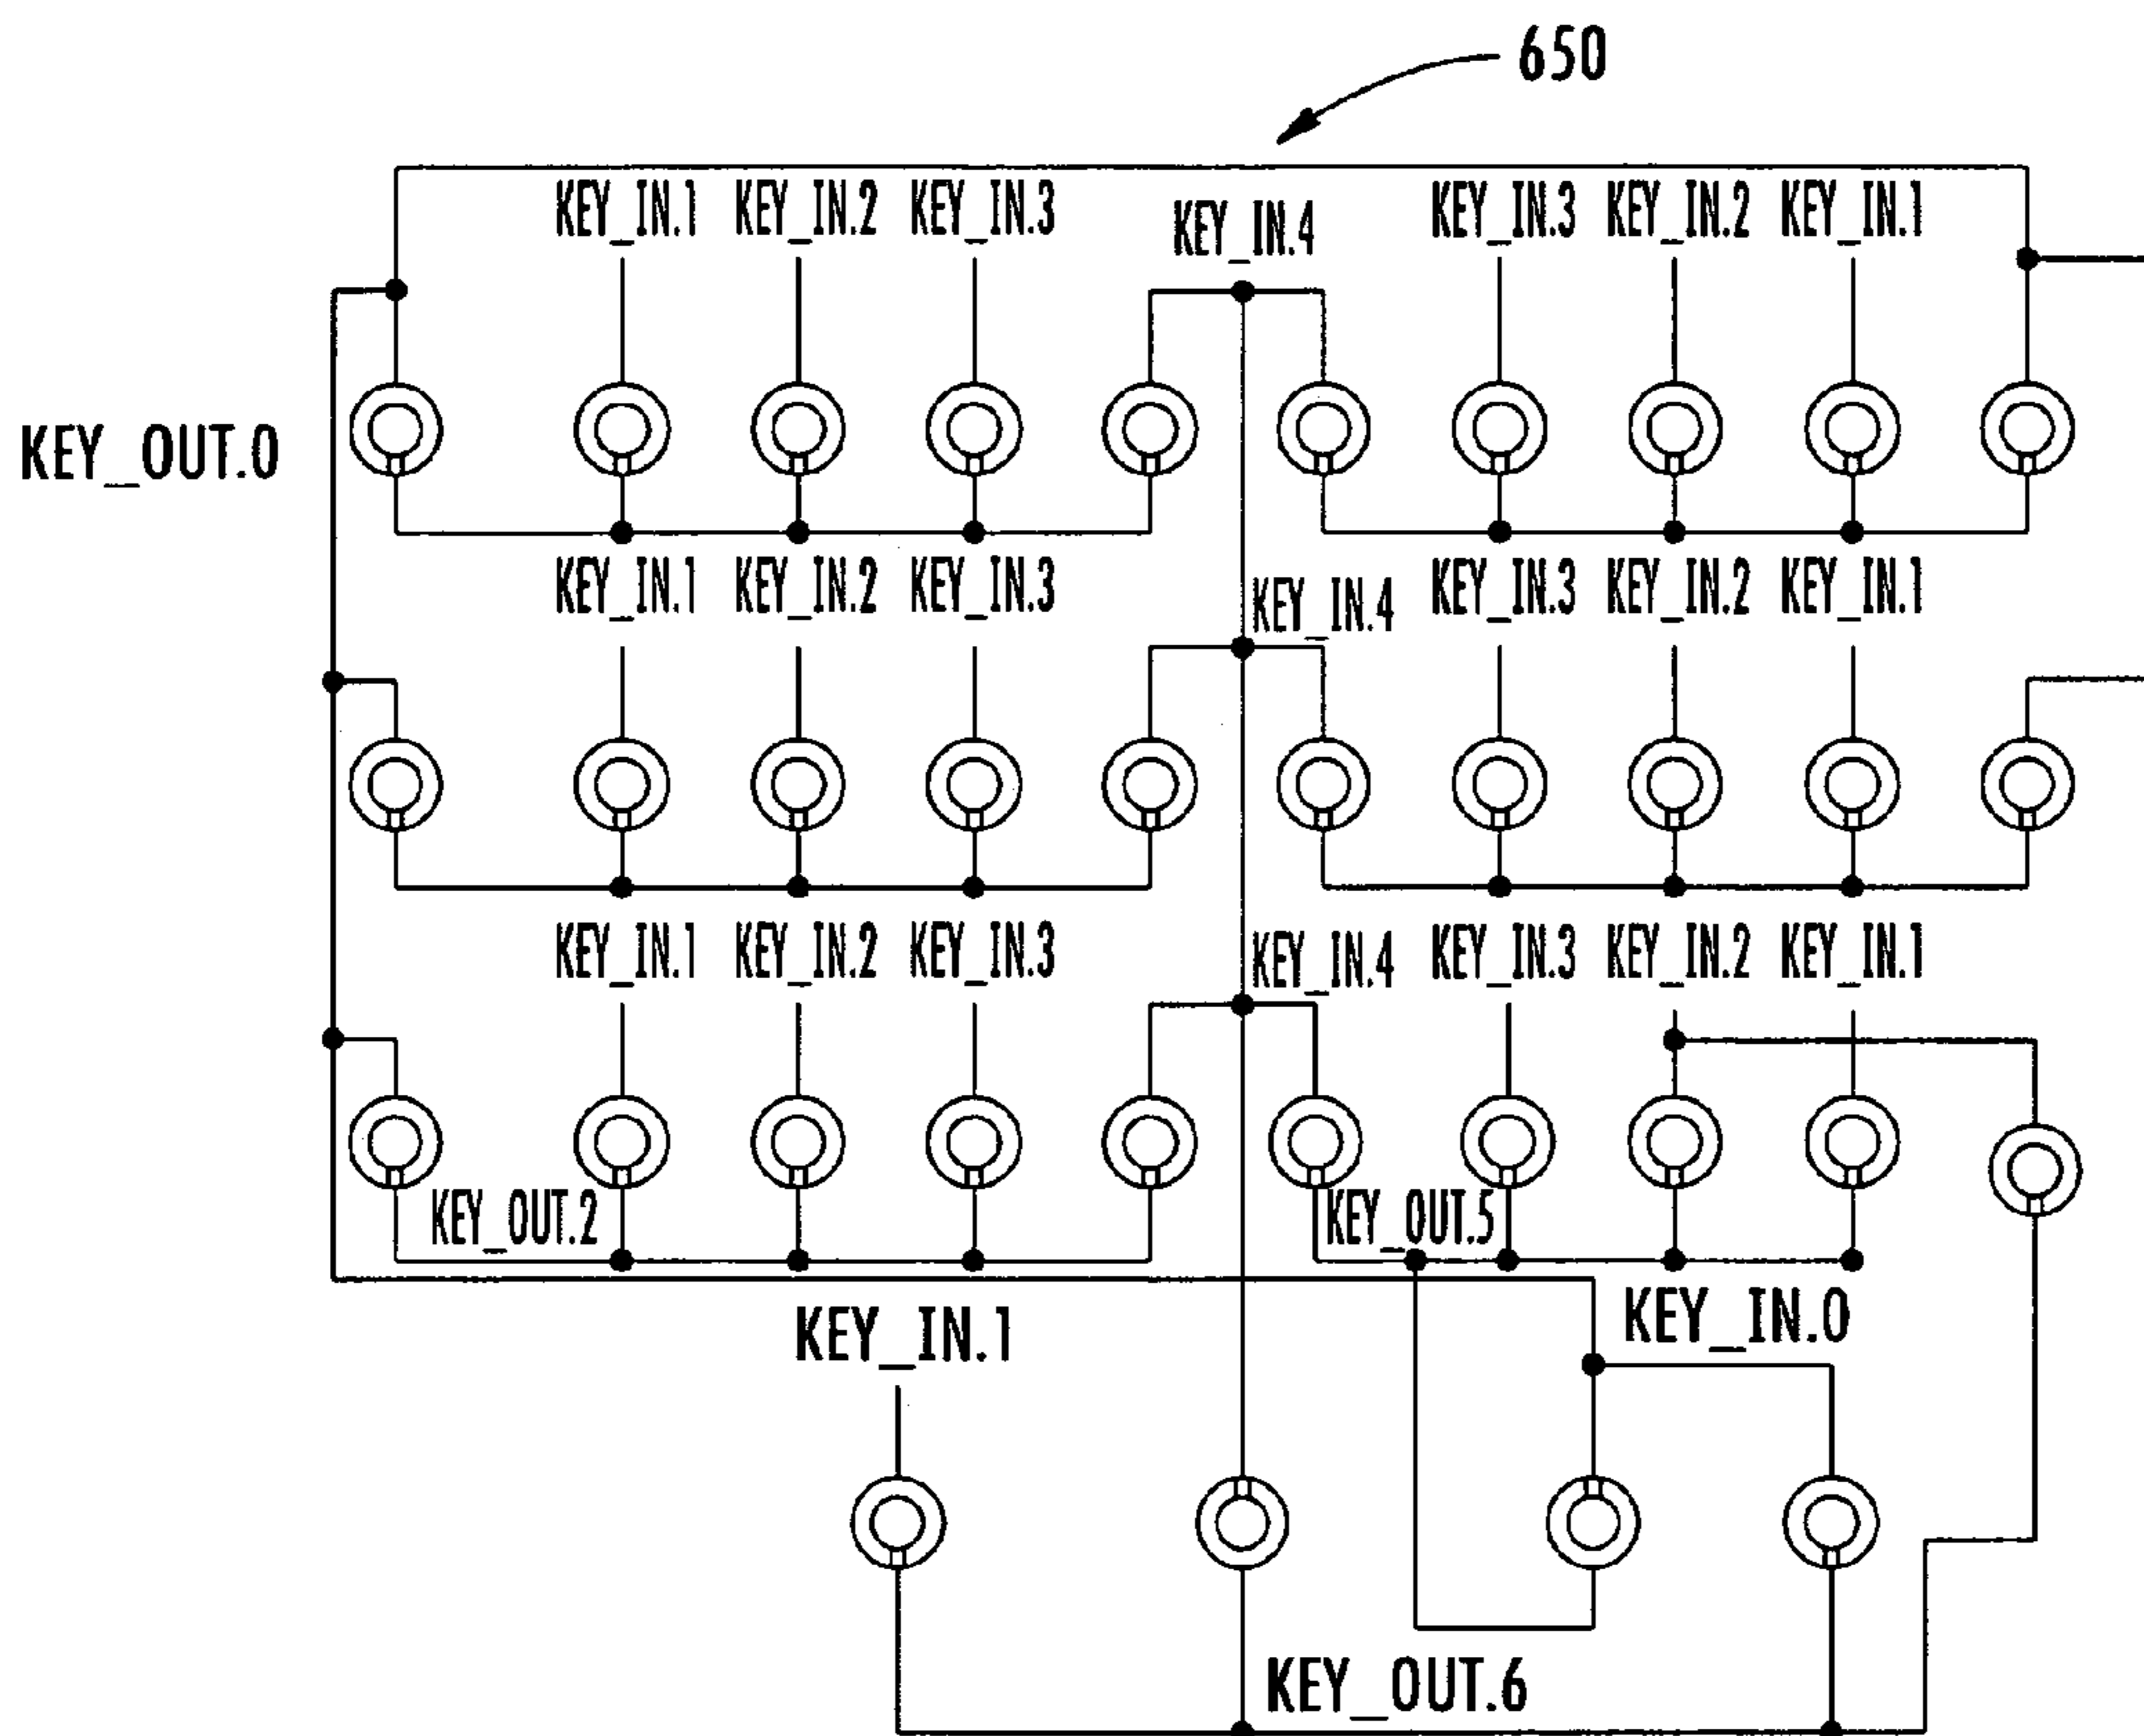 650
KEY_IN.1 KEY_IN.2 KEY_IN.3 KEY_IN.4 KEY_IN.3 KEY_IN.2 KEY_IN.1
KEY_OUT.0
KEY_IN.1 KEY_IN.2 KEY_IN.3 KEY_IN.4 KEY_IN.3 KEY_IN.2 KEY_IN.1
KEY_IN.1 KEY_IN.2 KEY_IN.3 KEY_IN.4 KEY_IN.3 KEY_IN.2 KEY_IN.1
KEY_OUT.2 KEY_OUT.5
KEY_IN.1 KEY_IN.0
KEY_OUT.6